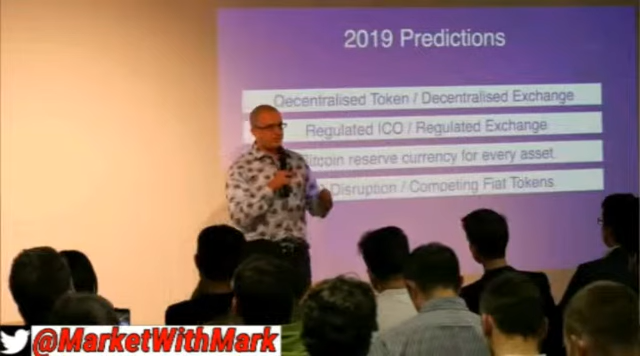 2019 Predictions
Decentralised Token / Decentralised Exchange
Regulated ICO / Regulated Exchange
Bitcoin reserve currency for every asset
Disruption / Competing Fiat Tokens
@MarketWithMark